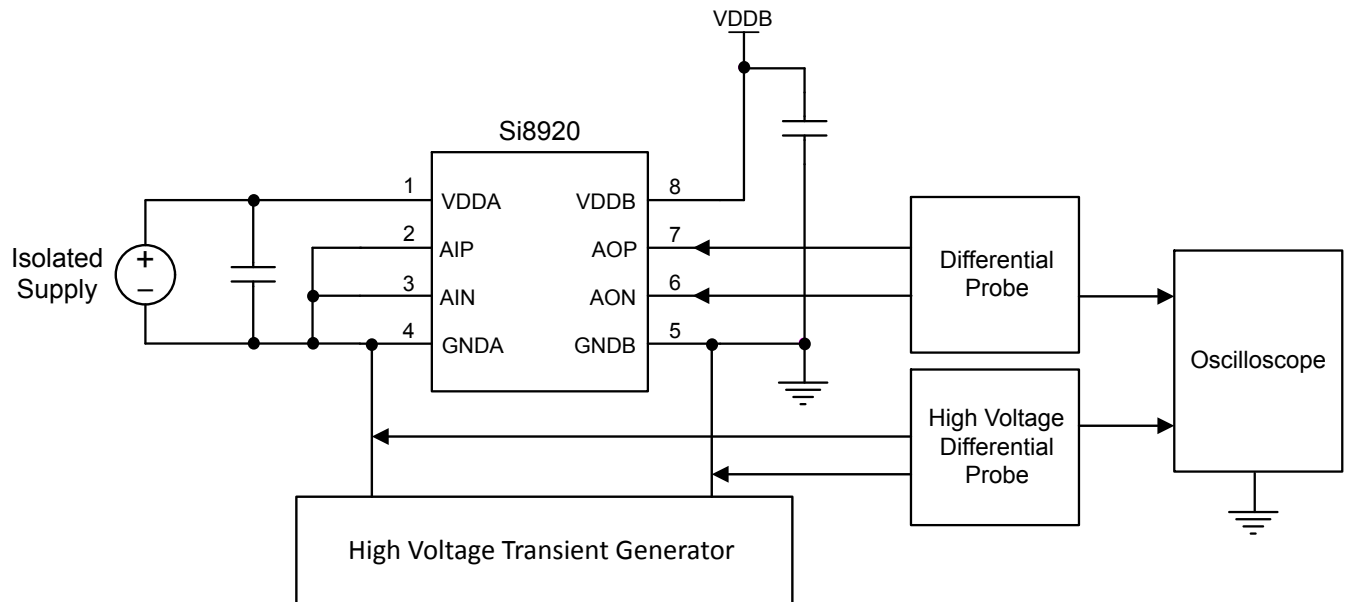 VDDB
Si8920
1
VDDA
VDDB
8
2
AIP
AOP
7
3
AIN
AON
6
4
GNDA
GNDB
5
Isolated
Supply
+
–
Differential
Probe
Oscilloscope
High Voltage
Differential
Probe
High Voltage Transient Generator